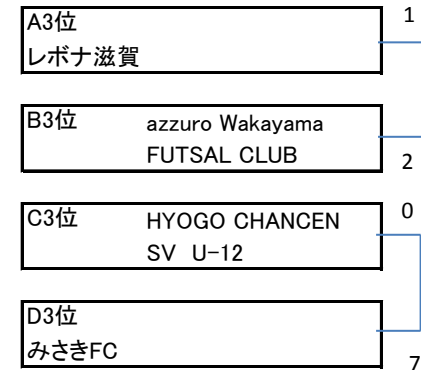 A3位 1
レボナ滋賀
B3位 azzuro Wakayama
FUTSAL CLUB 2
C3位 HYOGO CHANCEN 0
SV U-12
D3位
みさきFC 7